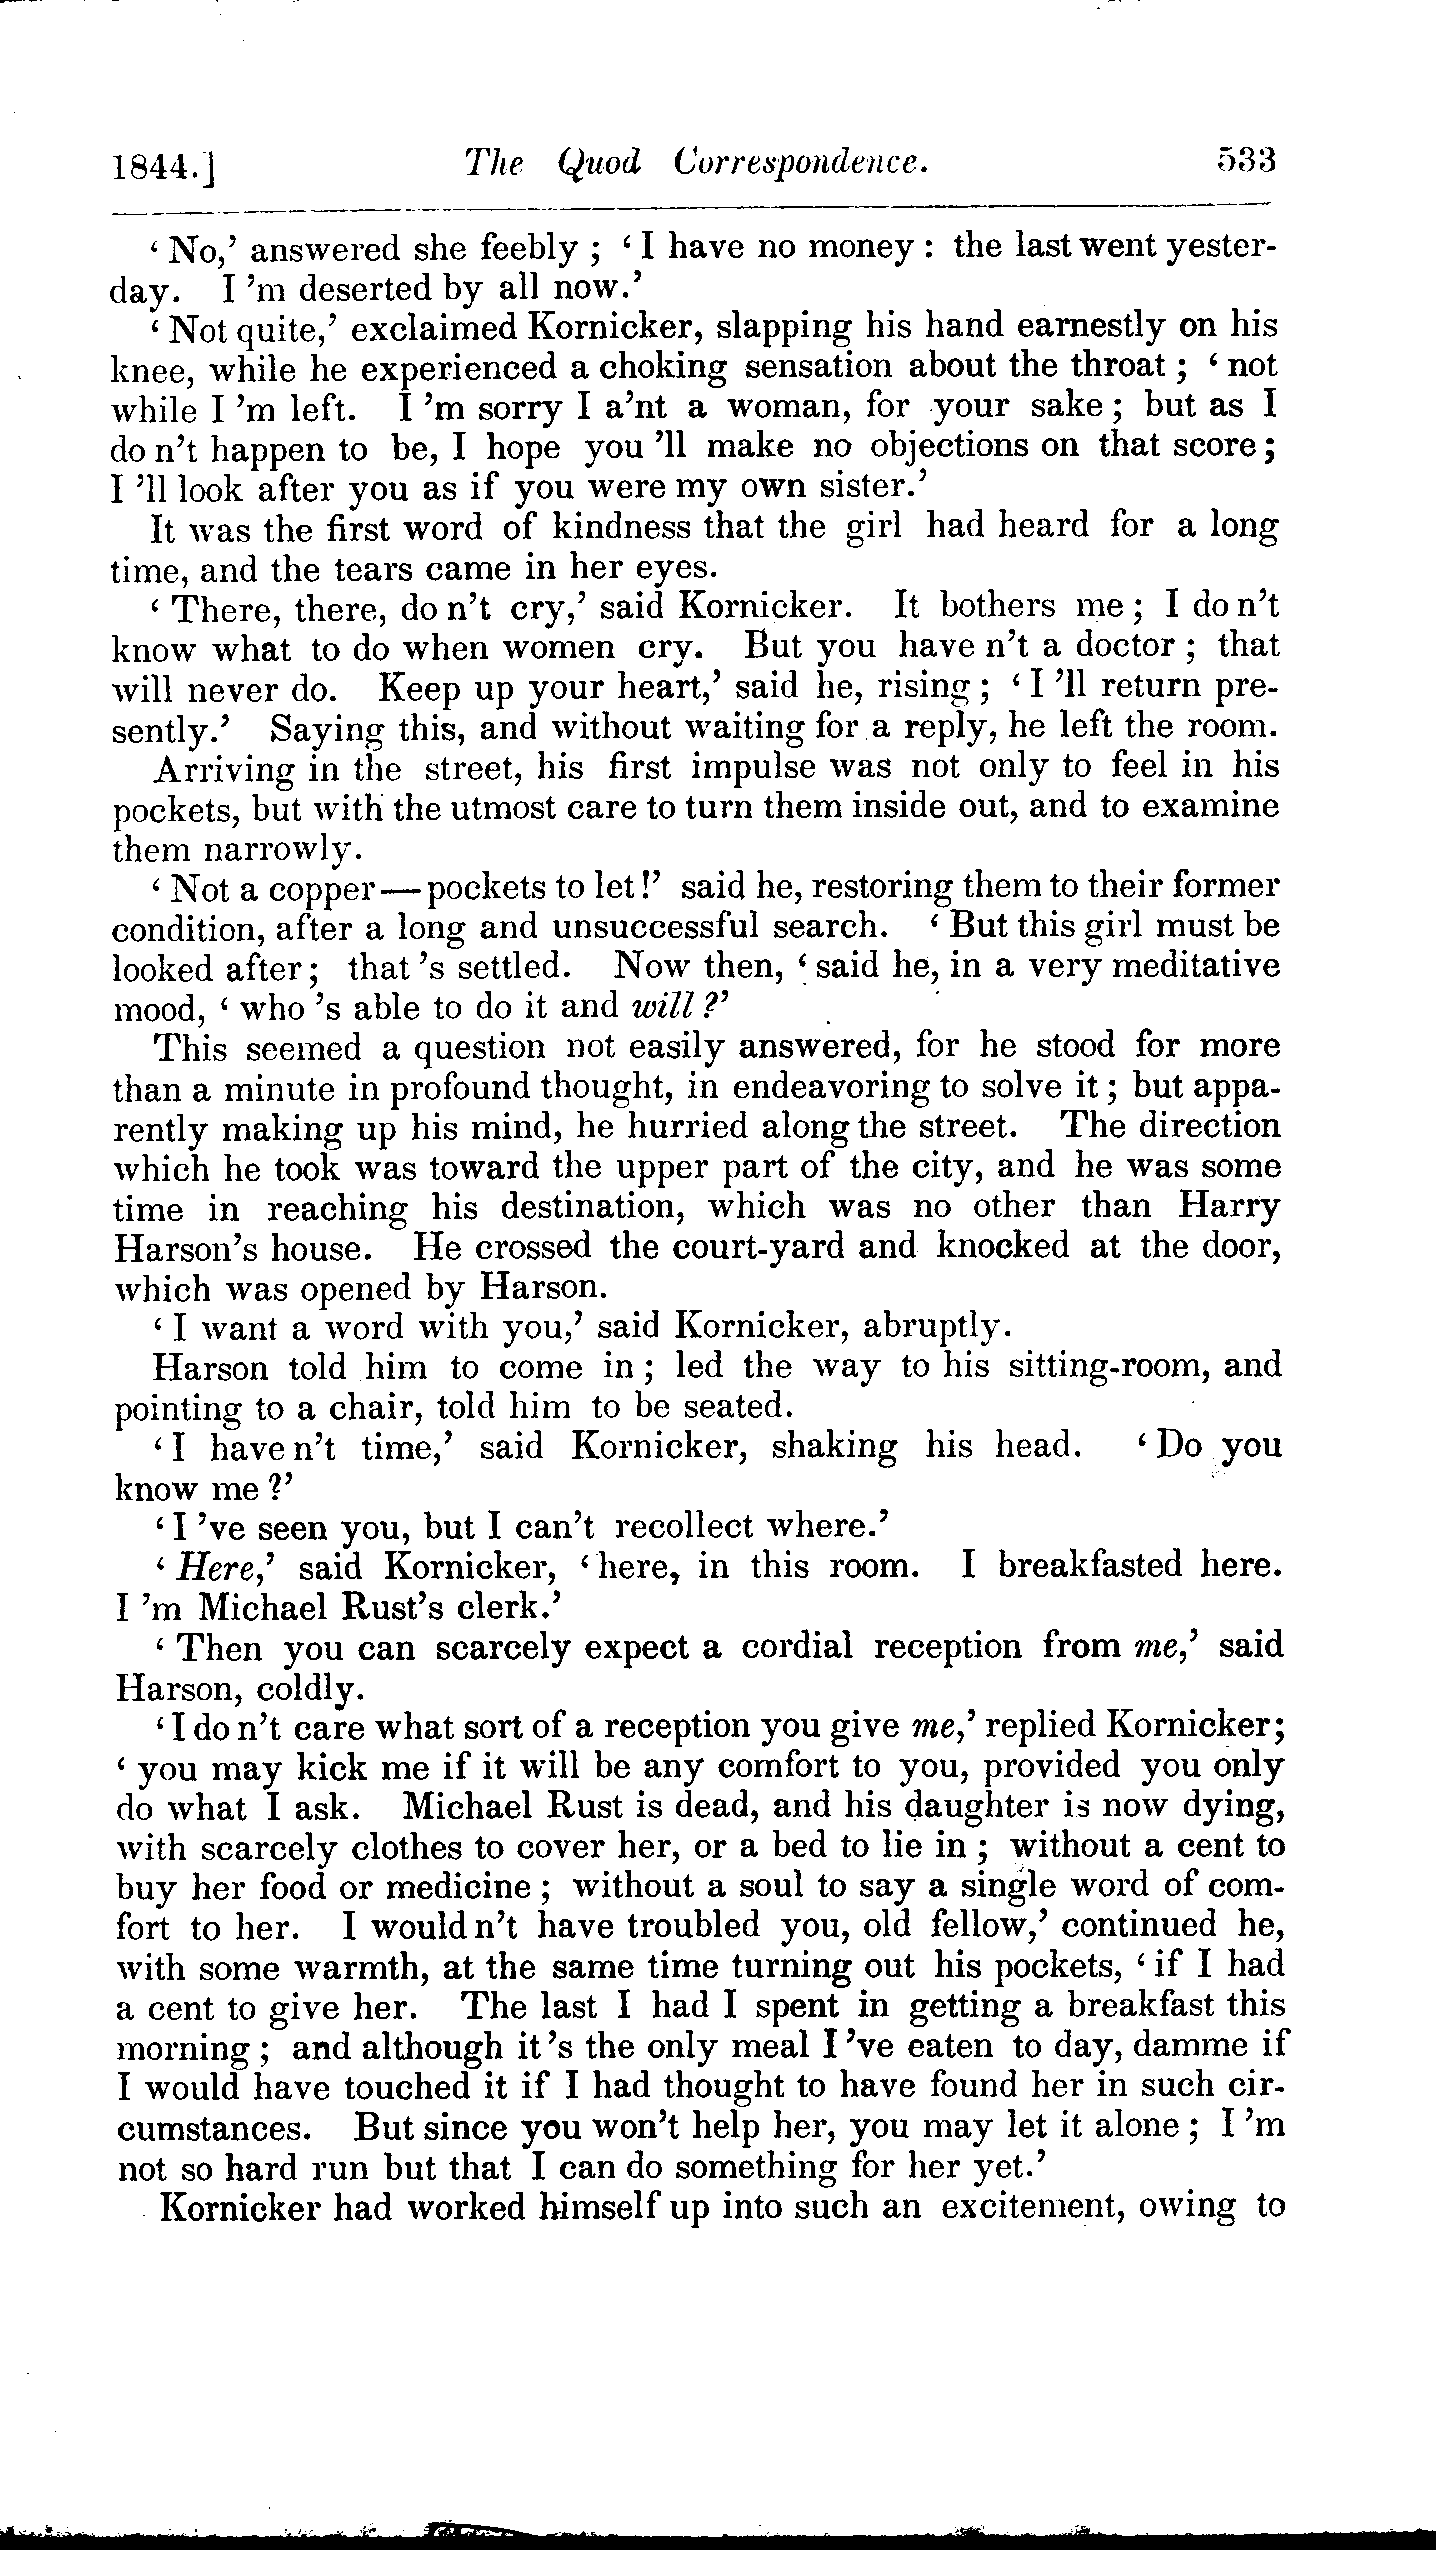 1844.] The Quod Correspondence. 533
‘ No,’ answered she feebly ; ‘ I have no money : the last went yester-
day. I ’m deserted by all now.’
‘ Not quite,’ exclaimed Kornicker, slapping his hand earnestly on his
knee, while he experienced a choking sensation about the throat ; ‘ not
while I ’m left. I ’m sorry I a’nt a woman, for your sake ; but as I
do n’t happen to be, I hope you ’ll make no objections on that score ;
I ’ll look after you as if you were my own sister.’
It was the first word of kindness that the girl had heard for a long
time, and the tears came in her eyes.
‘ There, there, do n’t cry,’ said Kornicker. It bothers me ; I do n’t
know what to do when women cry. But you have n’t a doctor ; that
will never do. Keep up your heart,’ said he, rising ; ‘ I ’ll return pre-
sently.’ Saying this, and without waiting for a reply, he left the room.
Arriving in the street, his first impulse was not only to feel in his
pockets, but with the utmost care to turn them inside out, and to examine
them narrowly.
‘ Not a copper — pockets to let !’ said he, restoring them to their former
condition, after a long and unsuccessful search. ‘ But this girl must be
looked after ; that ’s settled. Now then, ‘ said he, in a very meditative
mood, ‘ who ’s able to do it and will ?’
This seemed a question not easily answered, for he stood for more
than a minute in profound thought, in endeavoring to solve it ; but appa-
rently making up his mind, he hurried along the street. The direction
which he took was toward the upper part of the city, and he was some
time in reaching his destination, which was no other than Harry
Harson’s house. He crossed the court-yard and knocked at the door,
which was opened by Harson.
‘ I want a word with you,’ said Kornicker, abruptly.
Harson told him to come in ; led the way to his sitting-room, and
pointing to a chair, told him to be seated.
‘ I have n’t time,’ said Kornicker, shaking his head. ‘ Do you
know me ?’
‘ I ’ve seen you, but I can’t recollect where.’
‘ Here,’ said Kornicker, ‘ here, in this room. I breakfasted here.
I ’m Michael Rust’s clerk.’
‘ Then you can scarcely expect a cordial reception from me,’ said
Harson, coldly.
‘ I do n’t care what sort of a reception you give me,’ replied Kornicker ;
‘ you may kick me if it will be any comfort to you, provided you only
do what I ask. Michael Rust is dead, and his daughter is now dying,
with scarcely clothes to cover her, or a bed to lie in ; without a cent to
buy her food or medicine ; without a soul to say a single word of com-
fort to her. I would n’t have troubled you, old fellow,’ continued he,
with some warmth, at the same time turning out his pockets, ‘ if I had
a cent to give her. The last I had I spent in getting a breakfast this
morning ; and although it ’s the only meal I ’ve eaten to day, damme if
I would have touched it if I had thought to have found her in such cir-
cumstances. But since you won’t help her, you may let it alone ; I ’m
not so hard run but that I can do something for her yet.’
Kornicker had worked himself up into such an excitement, owing to